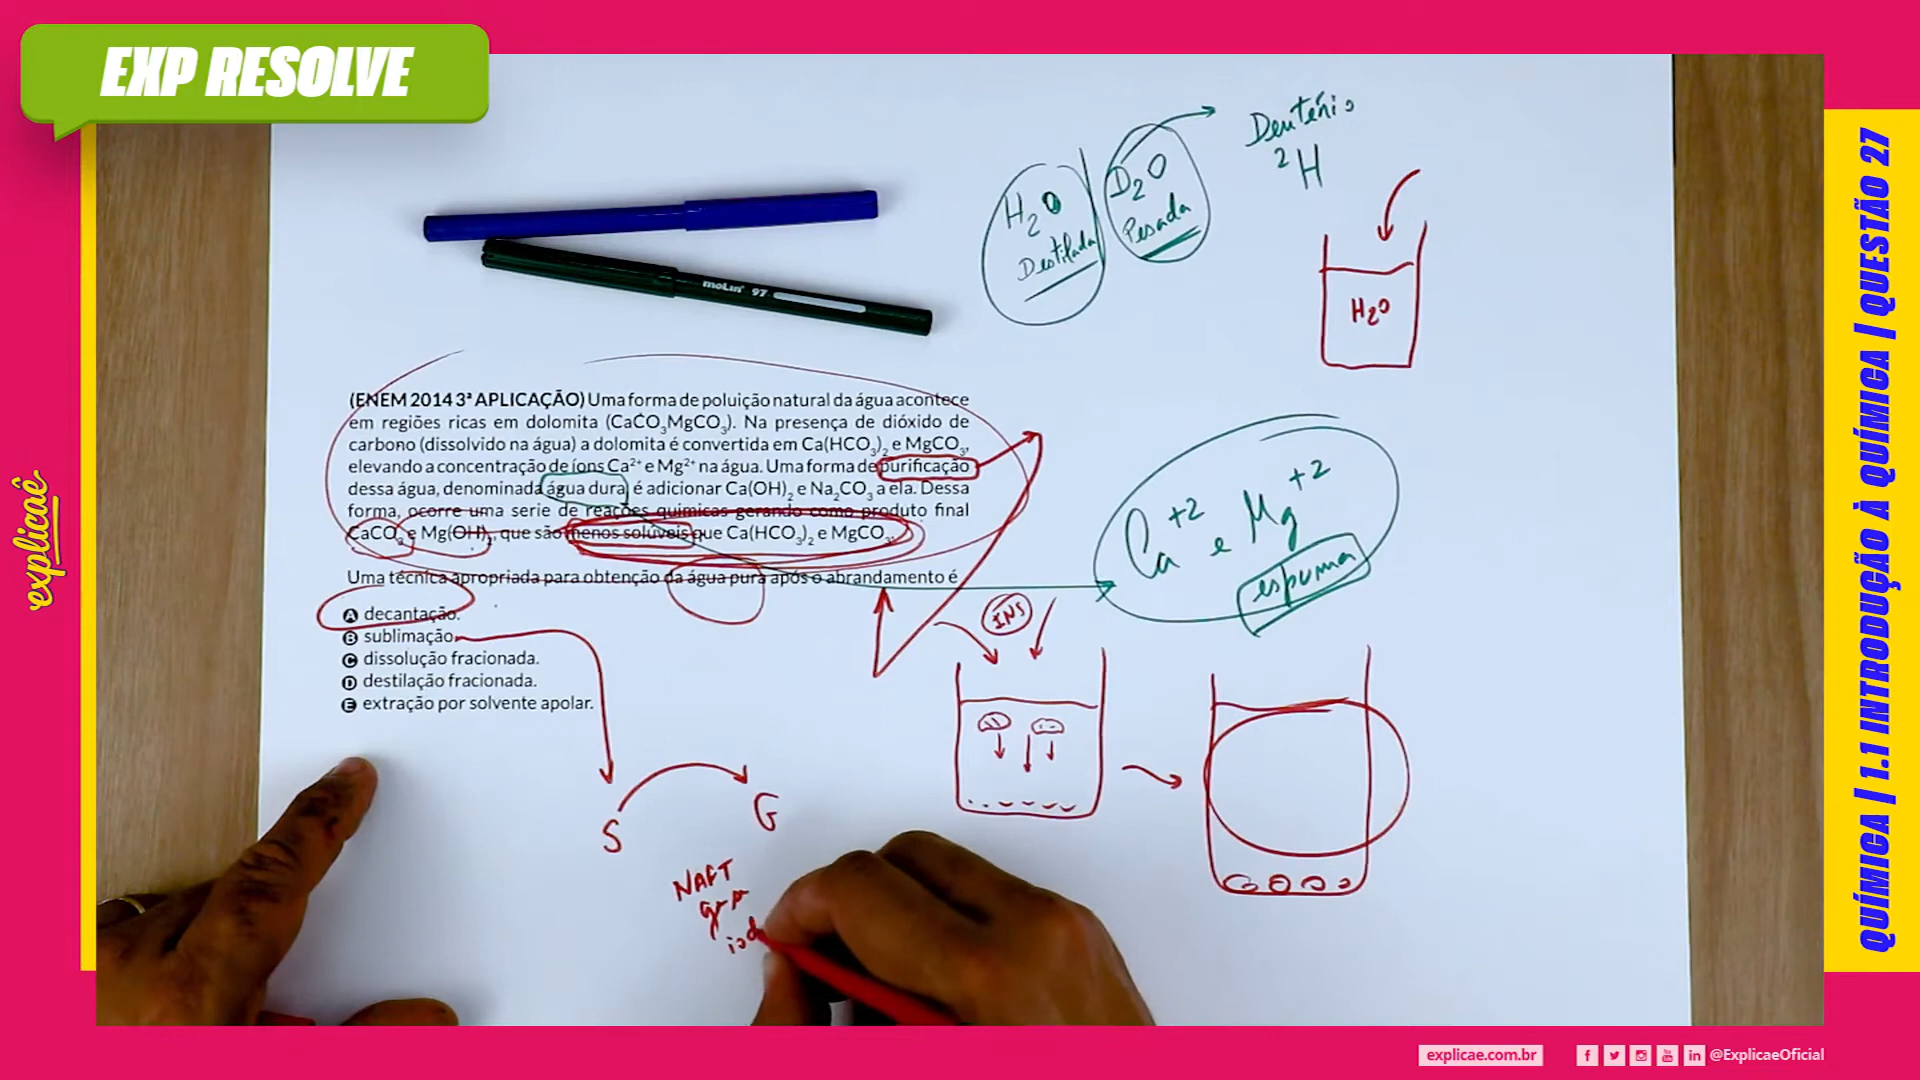 EXP RESOLVE
Deutério
²H
H₂O
Destilada
D₂O
Pesada
H₂O
moLin 97
(ENEM 2014 3ª APLICAÇÃO) Uma forma de poluição natural da água acontece
em regiões ricas em dolomita (CaCO₃MgCO₃). Na presença de dióxido de
carbono (dissolvido na água) a dolomita é convertida em Ca(HCO₃)₂ e MgCO₃,
elevando a concentração de íons Ca²⁺ e Mg²⁺ na água. Uma forma de purificação
dessa água, denominada água dura, é adicionar Ca(OH)₂ e Na₂CO₃ a ela. Dessa
forma, ocorre uma serie de reações químicas gerando como produto final
CaCO₃ e Mg(OH)₂, que são menos solúveis que Ca(HCO₃)₂ e MgCO₃.
Uma técnica apropriada para obtenção da água pura após o abrandamento é
A decantação.
B sublimação.
C dissolução fracionada.
D destilação fracionada.
E extração por solvente apolar.
Ca⁺² e Mg⁺²
espuma
INS
S G
NAFT
iod
explicaê
QUÍMICA | 1.1 INTRODUÇÃO À QUÍMICA | QUESTÃO 27
explicae.com.br
@ExplicaeOficial